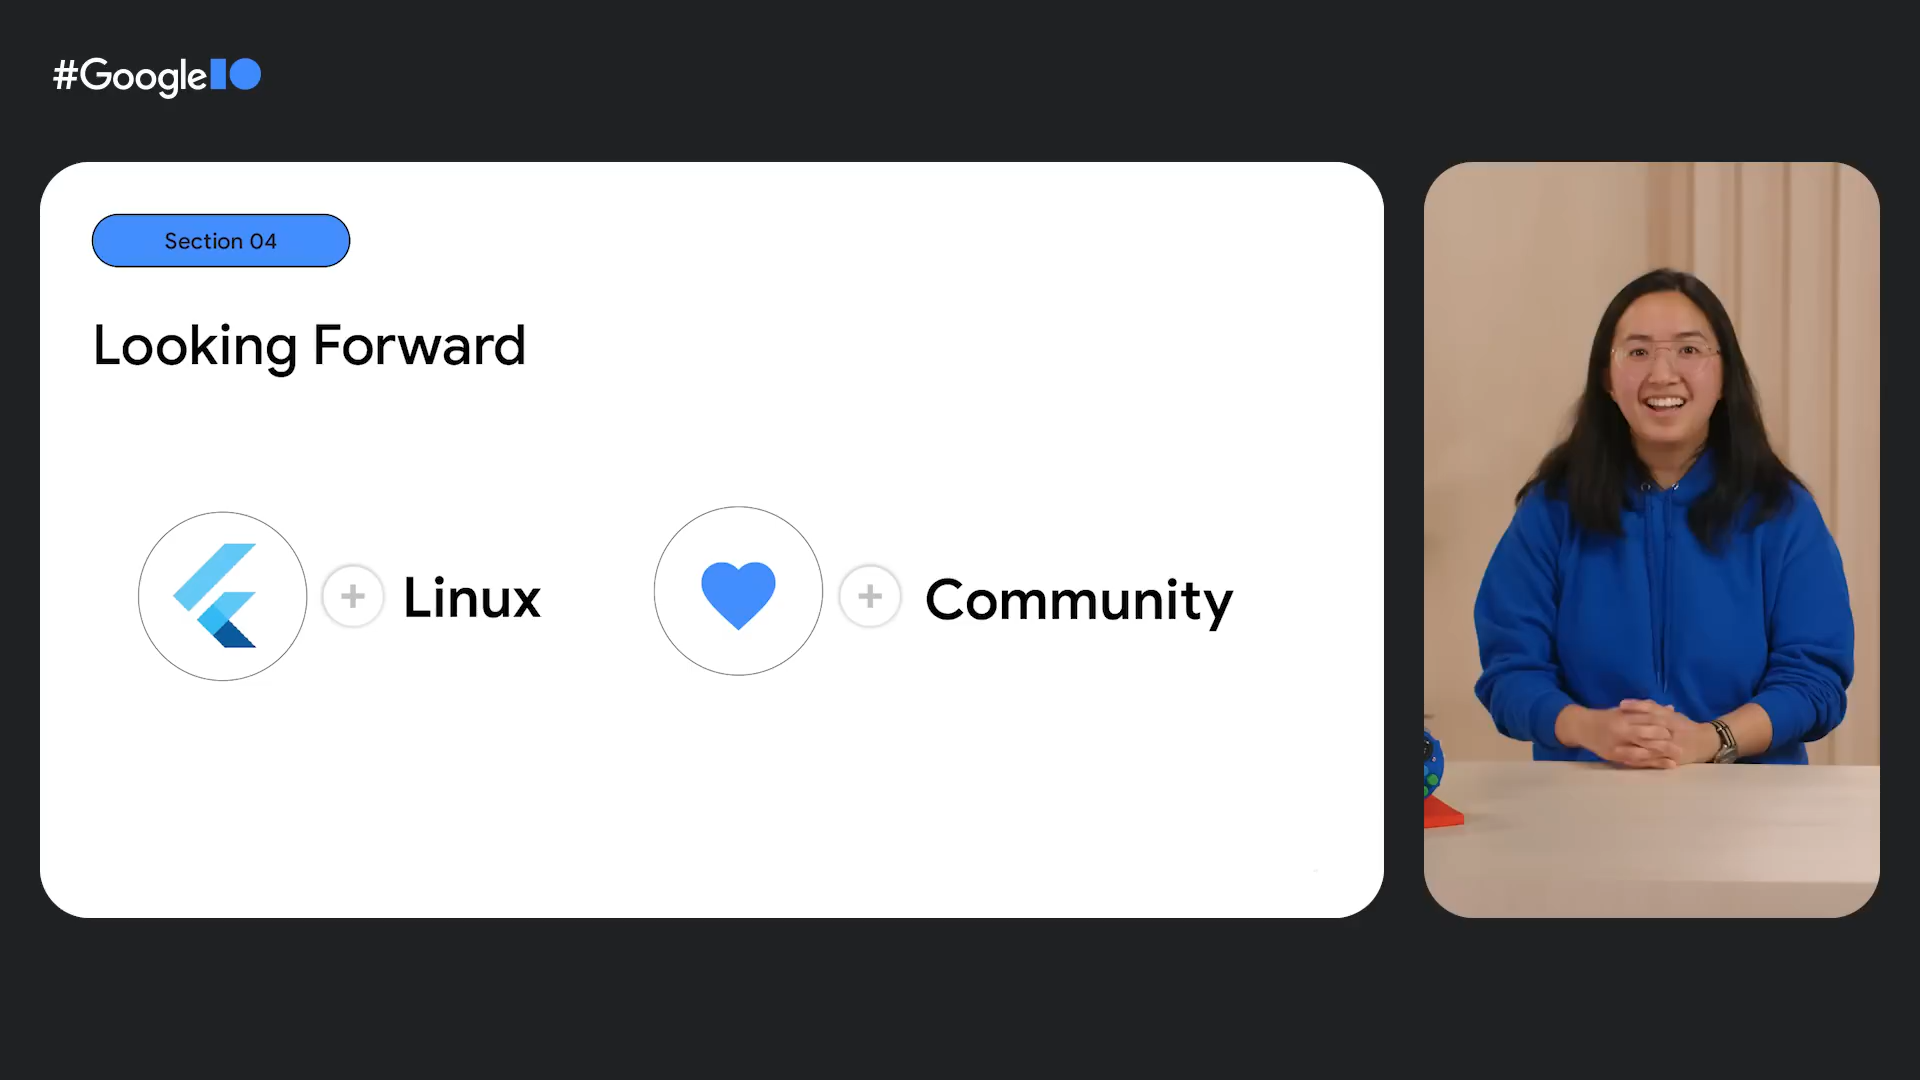 #GoogleIO
Section 04
Looking Forward
+ Linux
+ Community